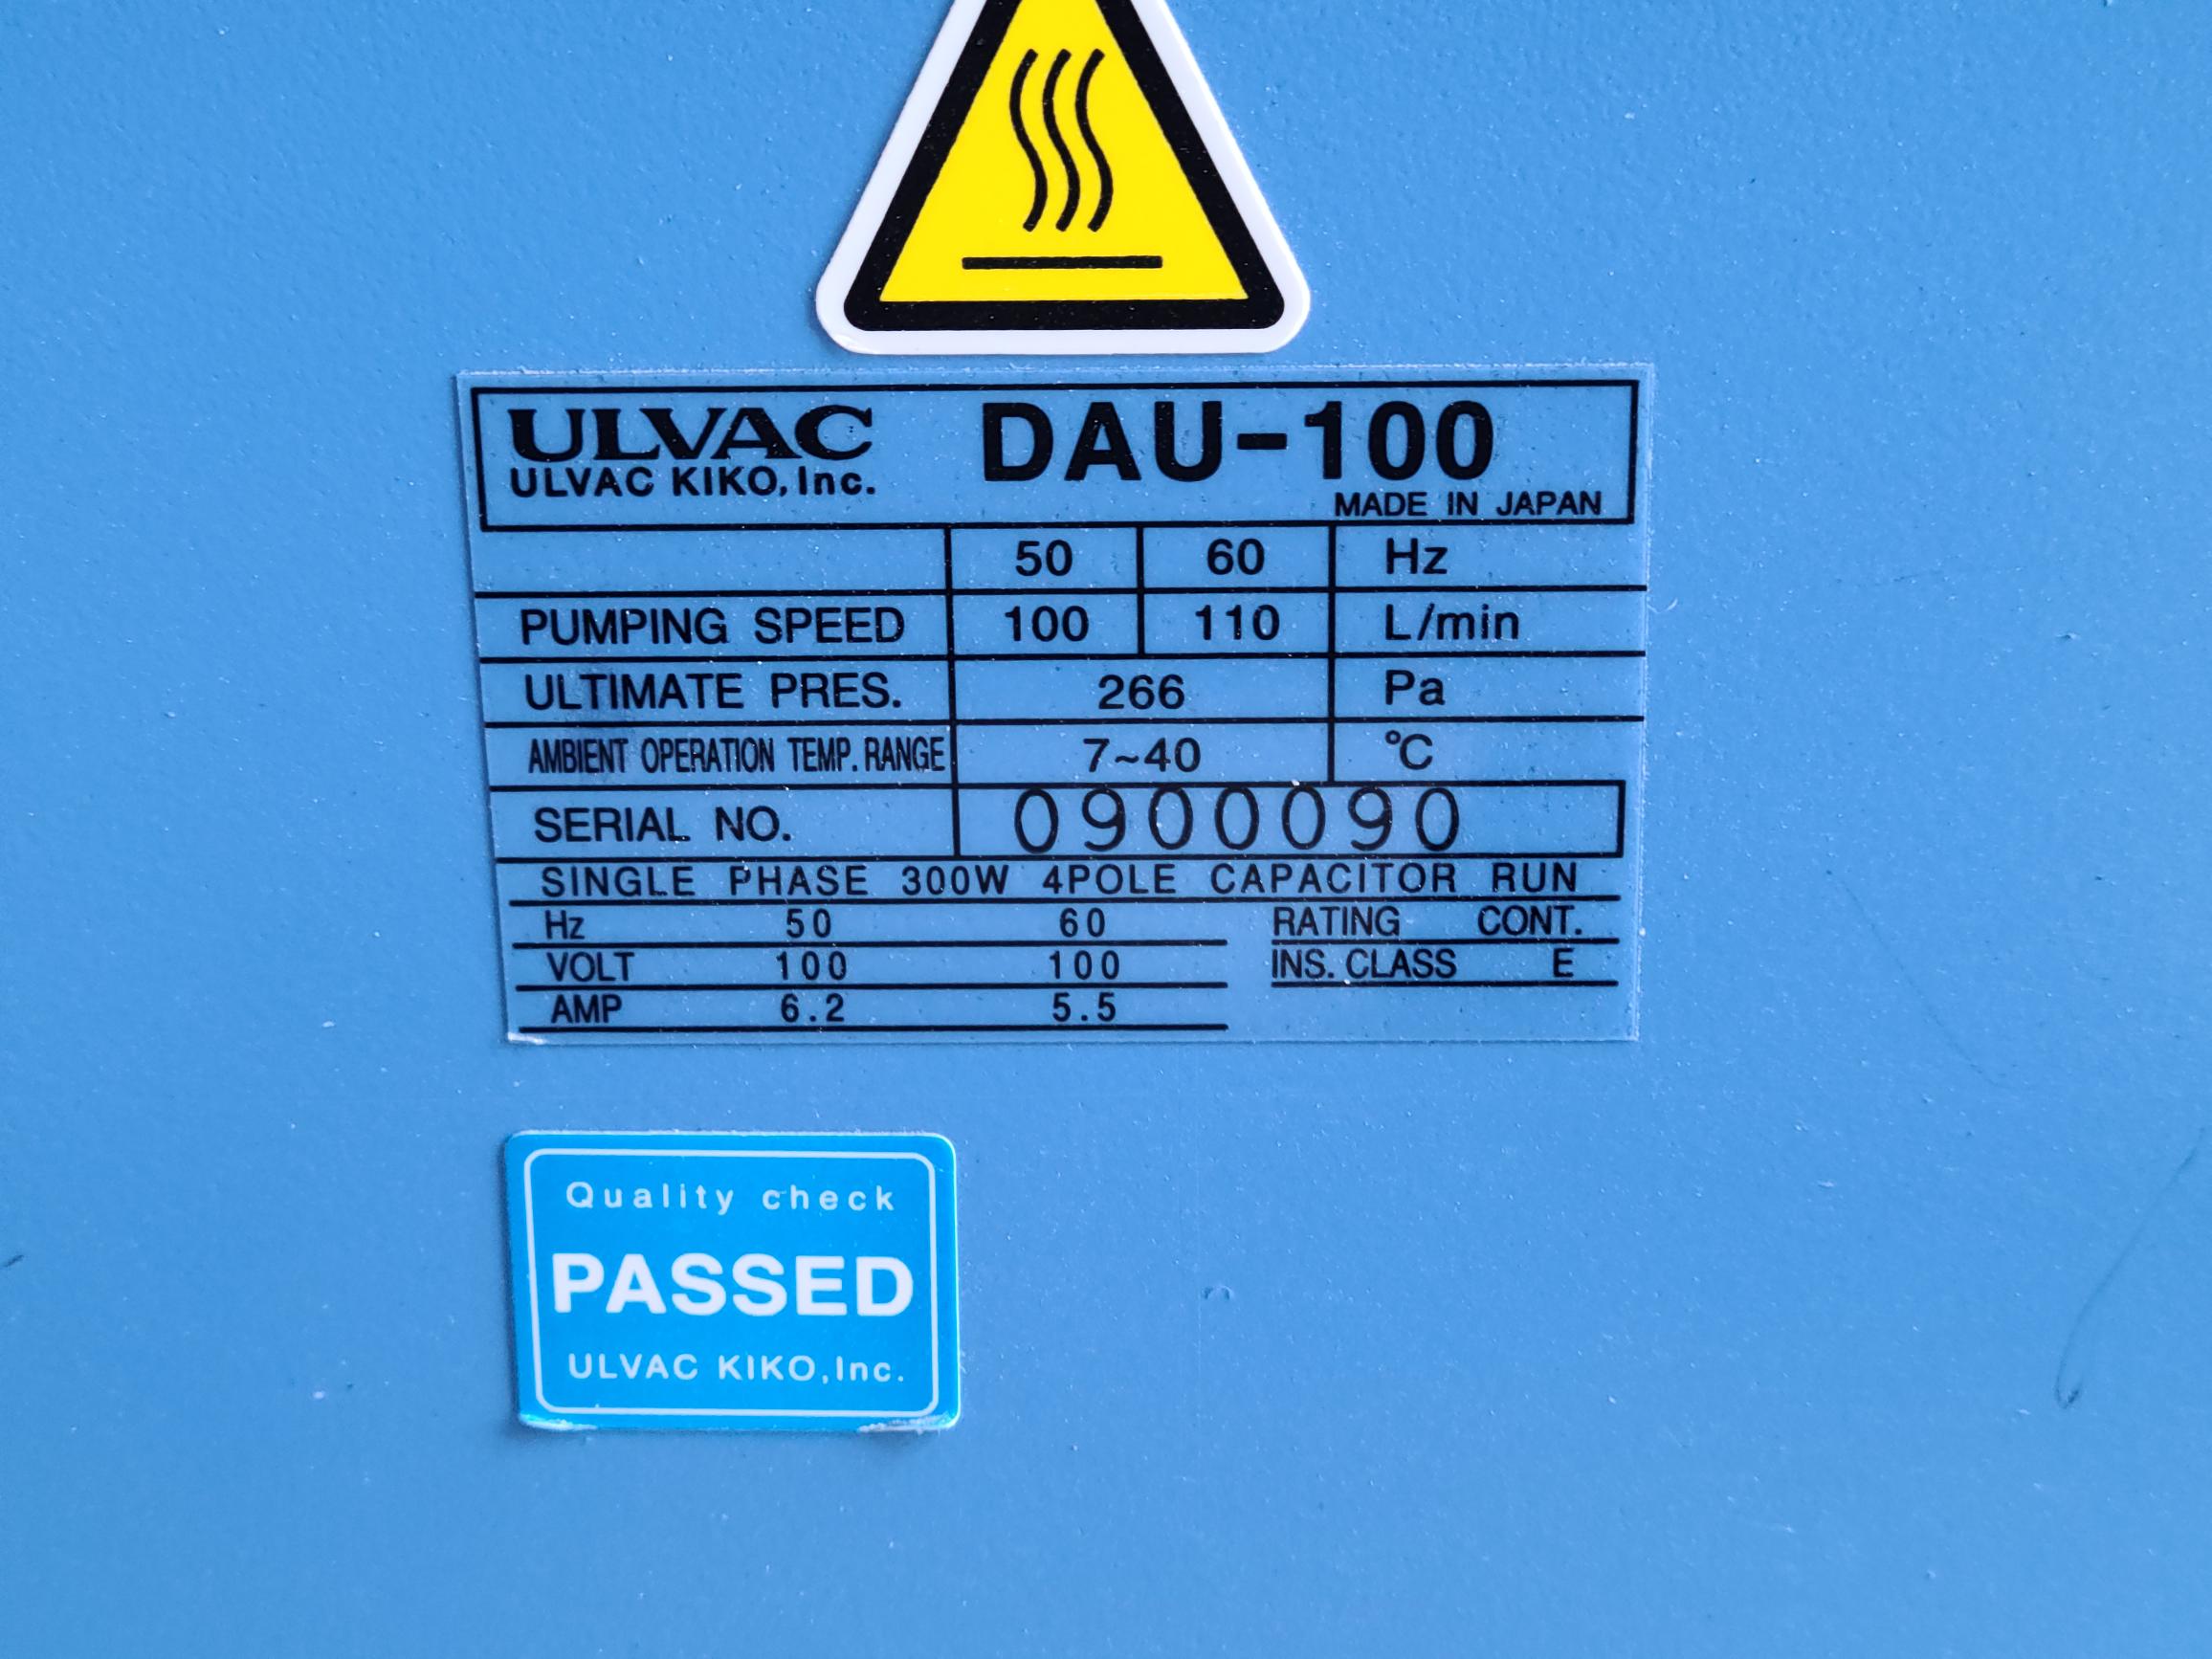 ULVAC DAU-100
ULVAC KIKO, Inc.
MADE IN JAPAN
50 60 Hz
PUMPING SPEED 100 110 L/min
ULTIMATE PRES. 266 Pa
AMBIENT OPERATION TEMP. RANGE 7~40 °C
SERIAL NO. 0900090
SINGLE PHASE 300W 4POLE CAPACITOR RUN
Hz 50 60 RATING CONT.
VOLT 100 100 INS. CLASS E
AMP 6.2 5.5
Quality check
PASSED
ULVAC KIKO, Inc.